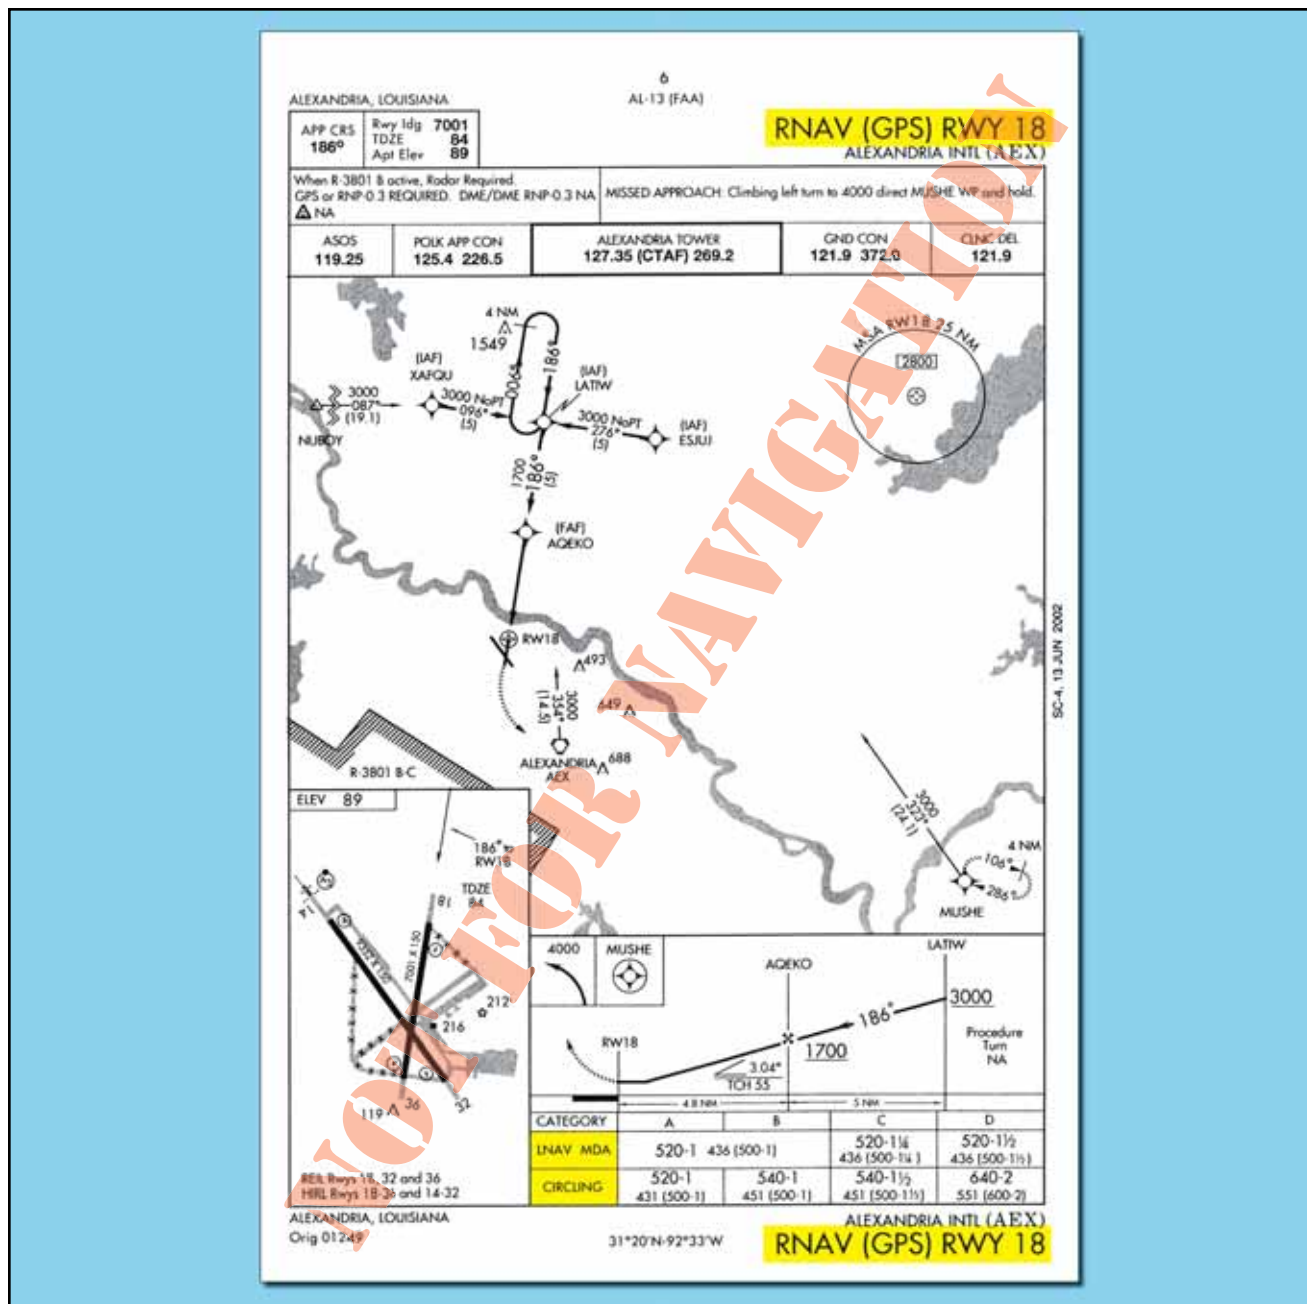 6
ALEXANDRIA, LOUISIANA
AL-13 (FAA)
RNAV (GPS) RWY 18
ALEXANDRIA INTL (AEX)
APP CRS
186°
Rwy ldg 7001
TDZE 84
Apt Elev 89
When R-3801 B active, Radar Required.
GPS or RNP-0.3 REQUIRED. DME/DME RNP-0.3 NA
A NA
MISSED APPROACH: Climbing left turn to 4000 direct MUSHE WP and hold.
ASOS
119.25
POLK APP CON
125.4 226.5
ALEXANDRIA TOWER
127.35 (CTAF) 269.2
GND CON
121.9 372.0
CLNC DEL
121.9
4 NM
1549
006°
186°
MSA RW18 25 NM
2800
(IAF)
XAFQU
(IAF)
LATIW
3000
087°
(19.1)
NUBOY
3000 NoPT
096°
(5)
3000 NoPT
276°
(5)
(IAF)
ESJUJ
1700
186°
(5)
(FAF)
AQEKO
RW18
493
3000
354°
(14.5)
649
ALEXANDRIA
AEX
688
R-3801 B-C
3000
323°
(24.1)
4 NM
106°
286°
MUSHE
SC-4, 13 JUN 2002
ELEV 89
186° to
RW18
TDZE
84
18
14
7001 X 150
212
216
119
36
32
REIL Rwys 18, 32 and 36
HIRL Rwys 18-36 and 14-32
4000
MUSHE
AQEKO
LATIW
3000
186°
1700
RW18
3.04°
TCH 55
Procedure
Turn
NA
4.8 NM
5 NM
CATEGORY A B C D
LNAV MDA
520-1 436 (500-1)
520-1¼
436 (500-1¼)
520-1½
436 (500-1½)
CIRCLING
520-1
431 (500-1)
540-1
451 (500-1)
540-1½
451 (500-1½)
640-2
551 (600-2)
ALEXANDRIA, LOUISIANA
Orig 01249
31°20'N-92°33'W
ALEXANDRIA INTL (AEX)
RNAV (GPS) RWY 18
NOT FOR NAVIGATION